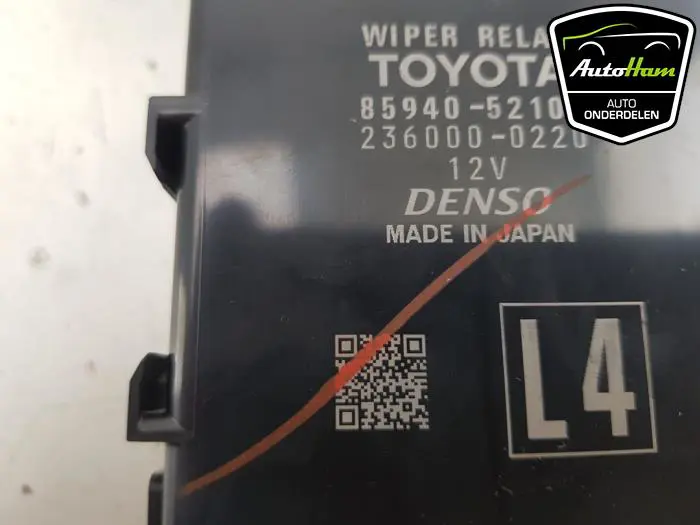 WIPER RELA
TOYOTA
85940-5210
236000-0220
12V
DENSO
MADE IN JAPAN
L4
AutoHam
AUTO
ONDERDELEN